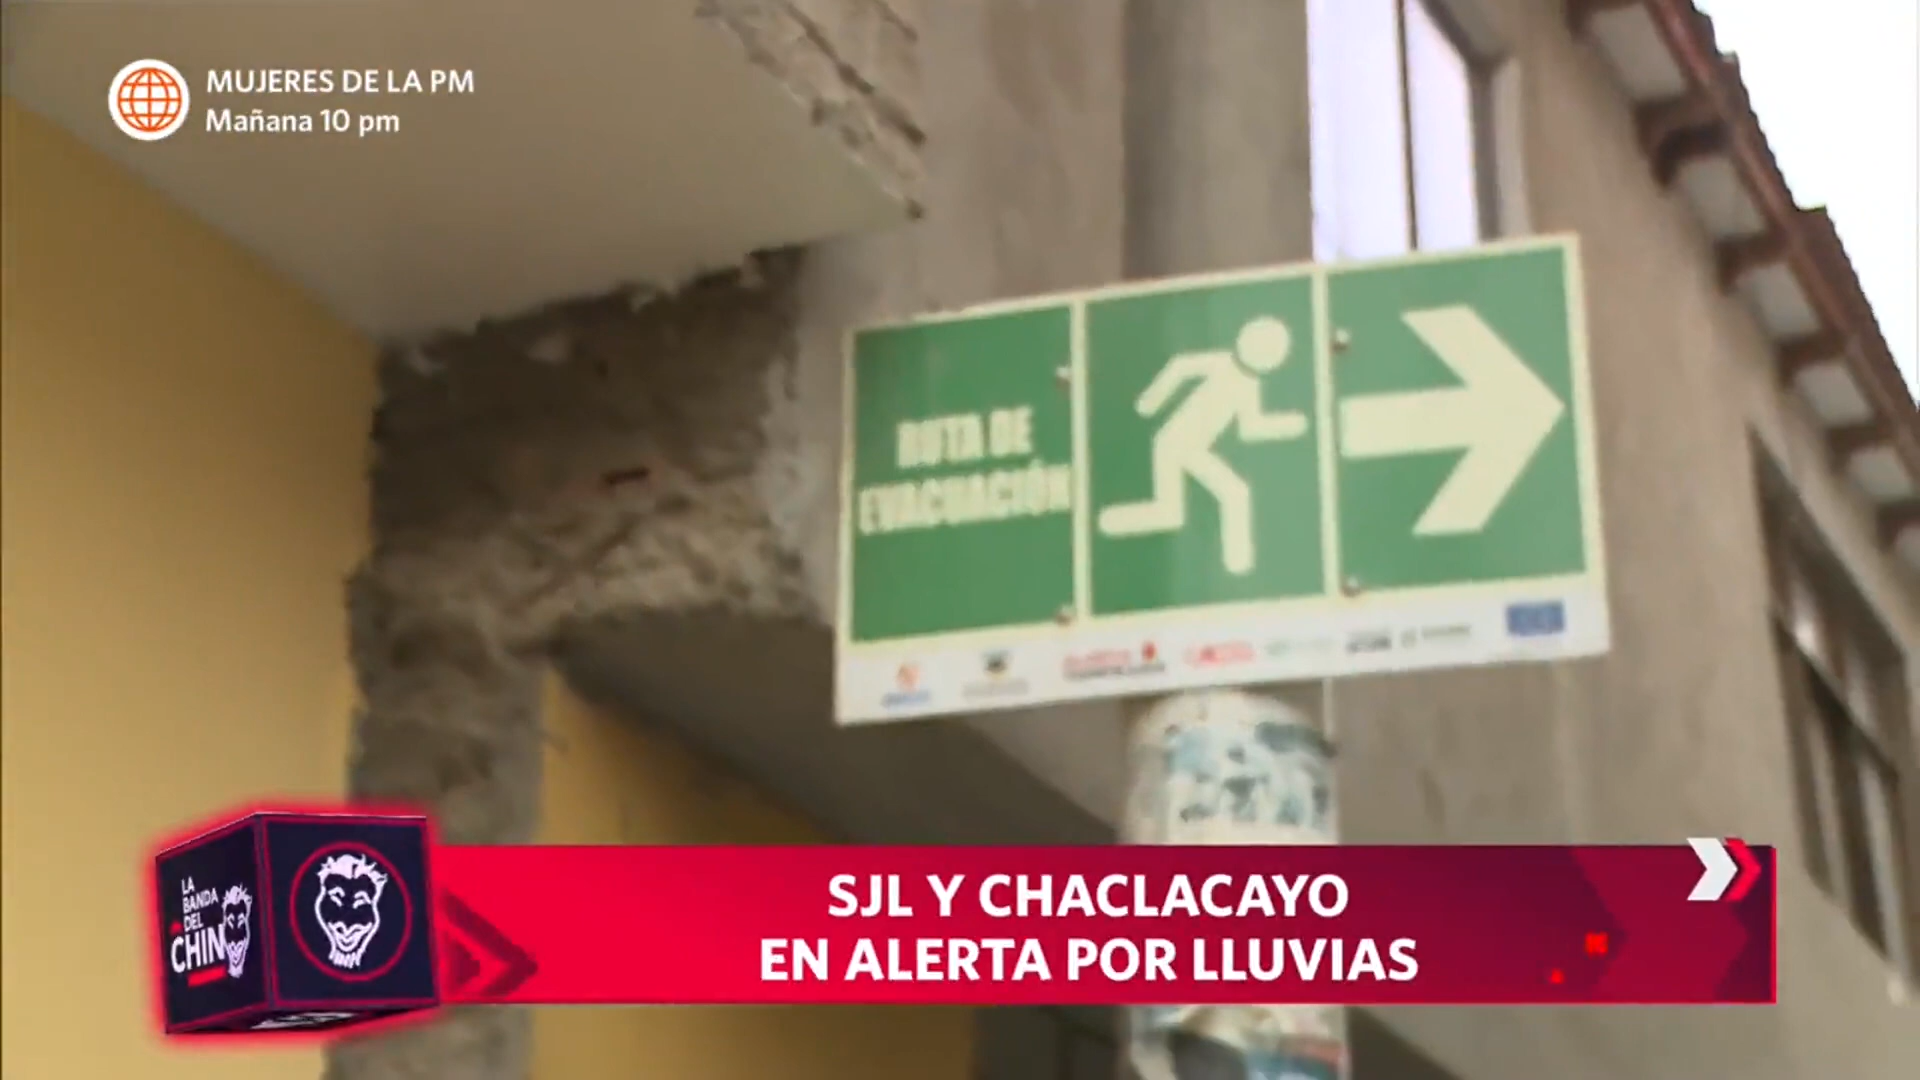 MUJERES DE LA PM
Mañana 10 pm
RUTA DE
EVACUACIÓN
LA
BANDA
DEL
CHINO
SJL Y CHACLACAYO
EN ALERTA POR LLUVIAS